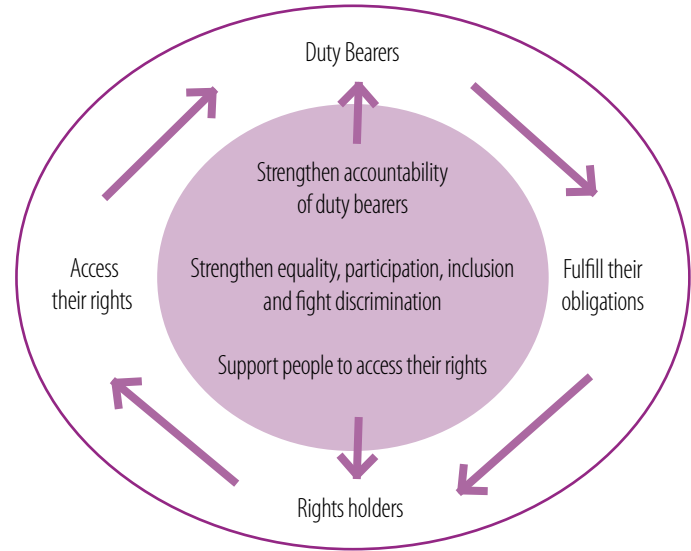 Duty Bearers
Strengthen accountability
of duty bearers
Access
their rights
Strengthen equality, participation, inclusion
and fight discrimination
Fulfill their
obligations
Support people to access their rights
Rights holders